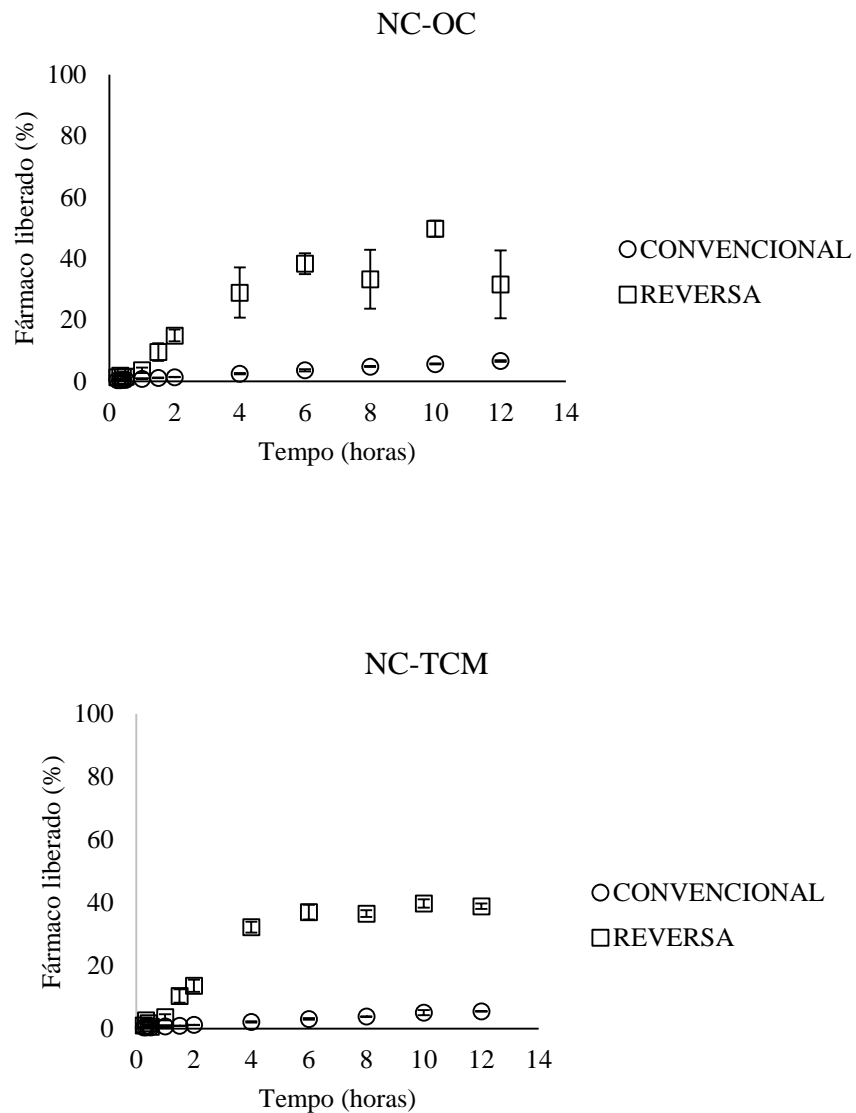 NC-OC
100
80
60
40
20
0
Fármaco liberado (%)
0 2 4 6 8 10 12 14
Tempo (horas)
CONVENCIONAL
REVERSA
NC-TCM
100
80
60
40
20
0
Fármaco liberado (%)
0 2 4 6 8 10 12 14
Tempo (horas)
CONVENCIONAL
REVERSA